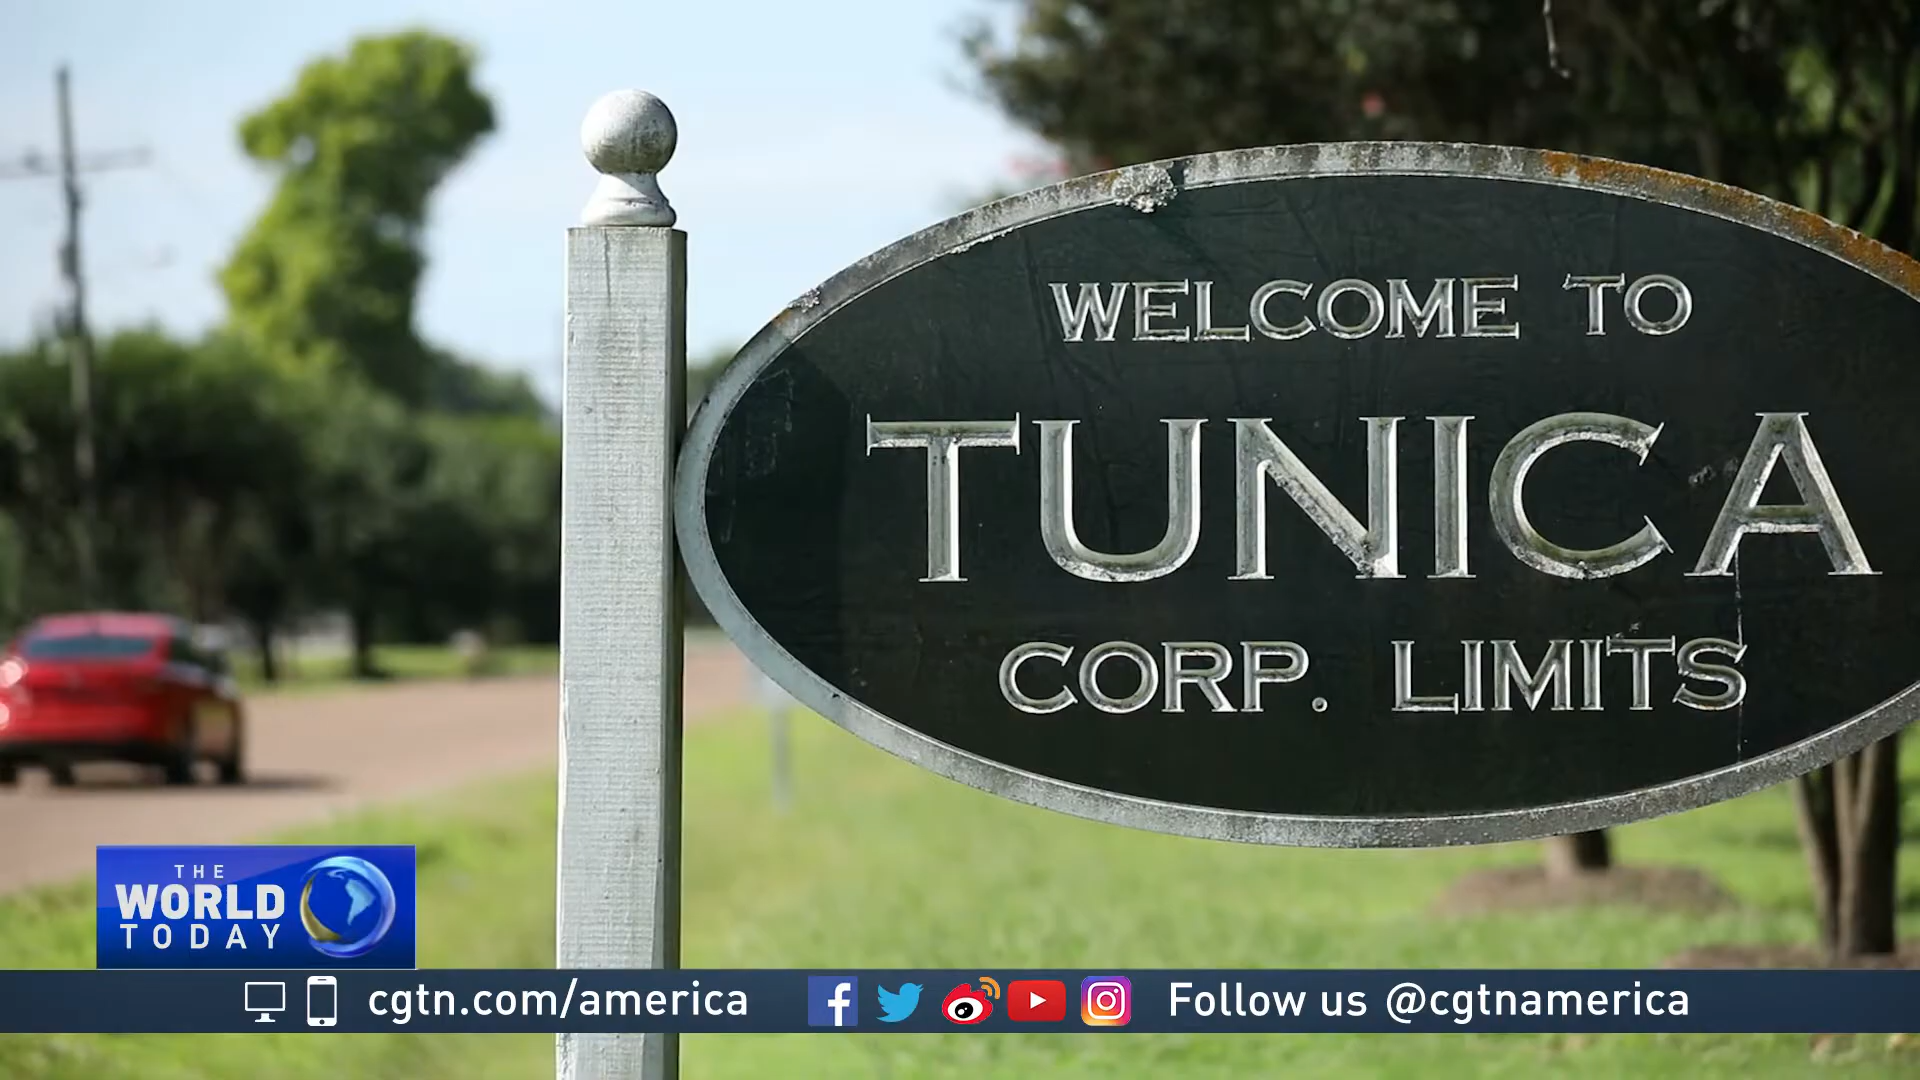 WELCOME TO
TUNICA
CORP. LIMITS
THE
WORLD
TODAY
cgtn.com/america
Follow us @cgtnamerica